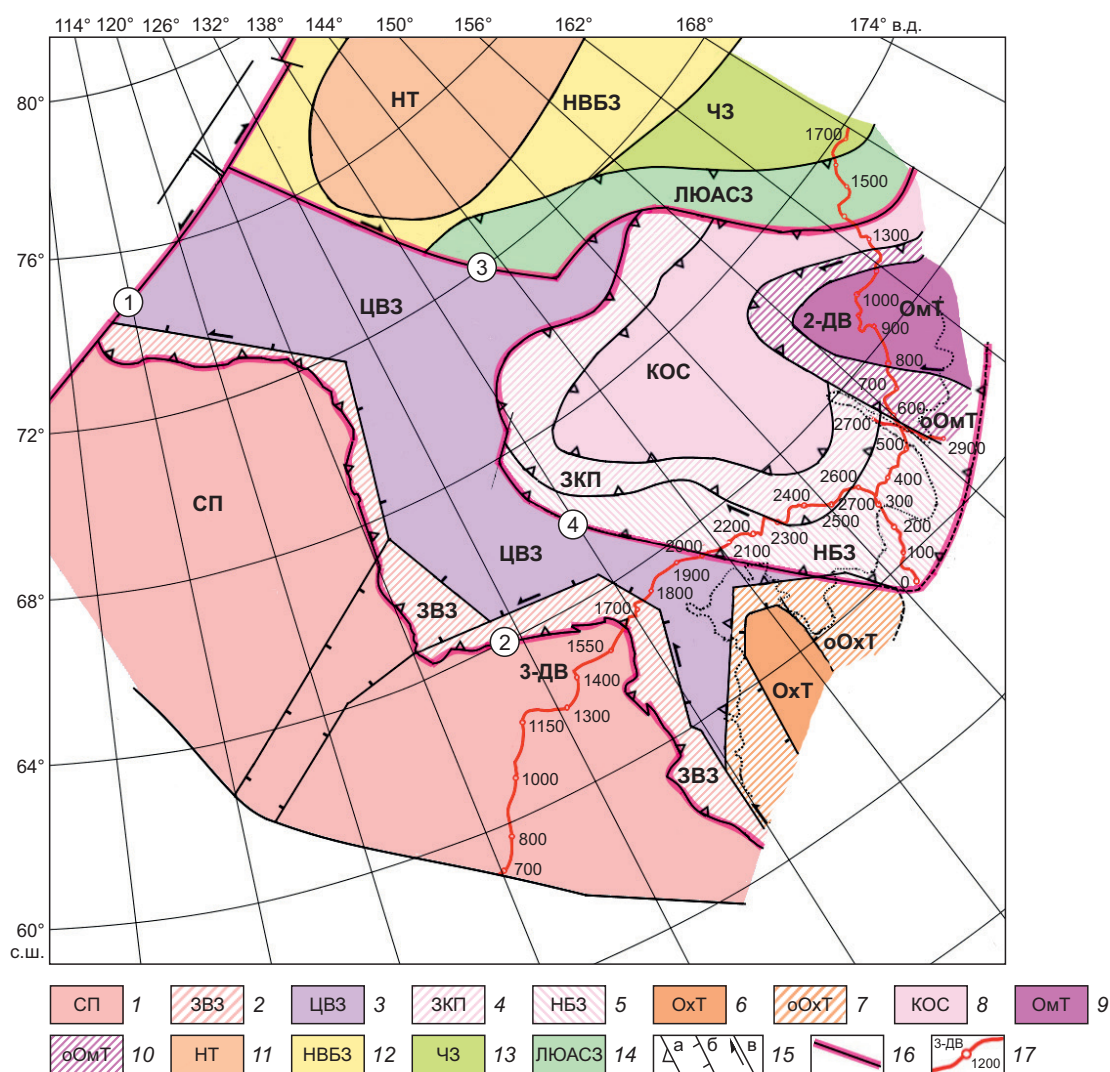 114° 120° 126° 132° 138° 144° 150° 156° 162° 168° 174° в.д.
80°
НТ
НВБЗ
ЧЗ
1700
1500
ЛЮАСЗ
1300
76°
3
1
ЦВЗ
1000
ОмТ
2-ДВ
900
800
КОС
700
600
оОмТ
2700
500
2900
72°
ЗКП
2600
400
СП
2400
2700
300
4
2500
2200
2300
200
ЦВЗ
2100
НБЗ
100
2000
0
1900
1800
68°
ЗВЗ
1700
2
1550
оОхТ
3-ДВ
1400
ОхТ
1300
1150
64°
ЗВЗ
1000
800
700
60°
с.ш.
СП 1 ЗВЗ 2 ЦВЗ 3 ЗКП 4 НБЗ 5 ОхТ 6 оОхТ 7 КОС 8 ОмТ 9
оОмТ 10 НТ 11 НВБЗ 12 ЧЗ 13 ЛЮАСЗ 14 а б в 15 16 3-ДВ 1200 17